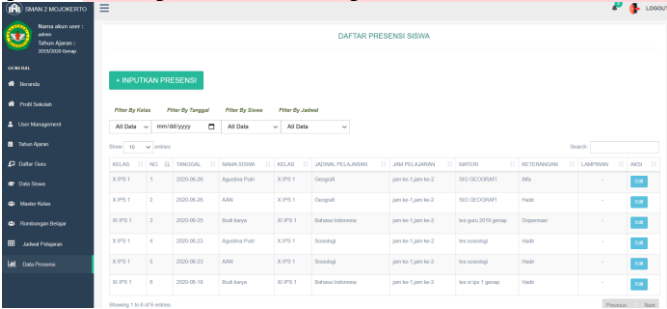 SMAN 2 MOJOKERTO
LOGOUT
Nama akun user :
admin
Tahun Ajaran :
2019/2020 Genap
DAFTAR PRESENSI SISWA
GENERAL
Beranda
Profil Sekolah
User Management
Tahun Ajaran
Daftar Guru
Data Siswa
Master Kelas
Rombongan Belajar
Jadwal Pelajaran
Data Presensi
+ INPUTKAN PRESENSI
Filter By Kelas Filter By Tanggal Filter By Siswa Filter By Jadwal
All Data mm/dd/yyyy All Data All Data
Show 10 entries Search:
KELAS NO TANGGAL NAMA SISWA KELAS JADWAL PELAJARAN JAM PELAJARAN MATERI KETERANGAN LAMPIRAN AKSI
X IPS 1 1 2020-06-26 Agustina Putri X IPS 1 Geografi jam ke-1,jam ke-2 SIG GEOGRAFI Alfa - Edit
X IPS 1 2 2020-06-26 AAN X IPS 1 Geografi jam ke-1,jam ke-2 SIG GEOGRAFI Hadir - Edit
XI IPS 1 3 2020-06-25 Budi karya XI IPS 1 Bahasa Indonesia jam ke-1,jam ke-2 tes guru 2019 genap Dispensasi - Edit
X IPS 1 4 2020-06-23 Agustina Putri X IPS 1 Sosiologi jam ke-1,jam ke-2 tes sosiologi Hadir - Edit
X IPS 1 5 2020-06-23 AAN X IPS 1 Sosiologi jam ke-1,jam ke-2 tes sosiologi Hadir - Edit
XI IPS 1 6 2020-06-18 Budi karya XI IPS 1 Bahasa Indonesia jam ke-1,jam ke-2 tes xi ips 1 genap Hadir - Edit
Showing 1 to 6 of 6 entries Previous 1 Next